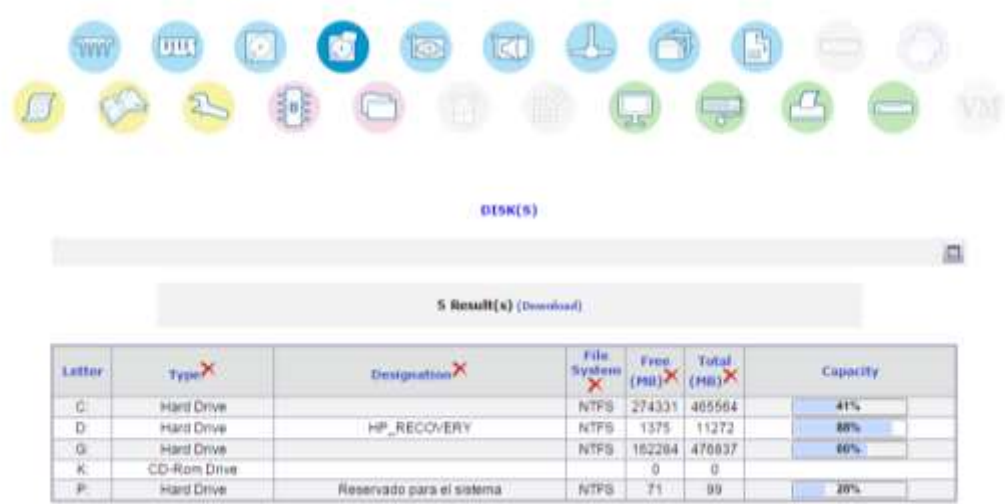 VM
DISK(S)
5 Result(s) (Download)
Letter Type Designation File System Free (MB) Total (MB) Capacity
C: Hard Drive NTFS 274331 465564 41%
D: Hard Drive HP_RECOVERY NTFS 1375 11272 88%
G: Hard Drive NTFS 162284 476837 66%
K: CD-Rom Drive 0 0
P: Hard Drive Reservado para el sistema NTFS 71 99 28%